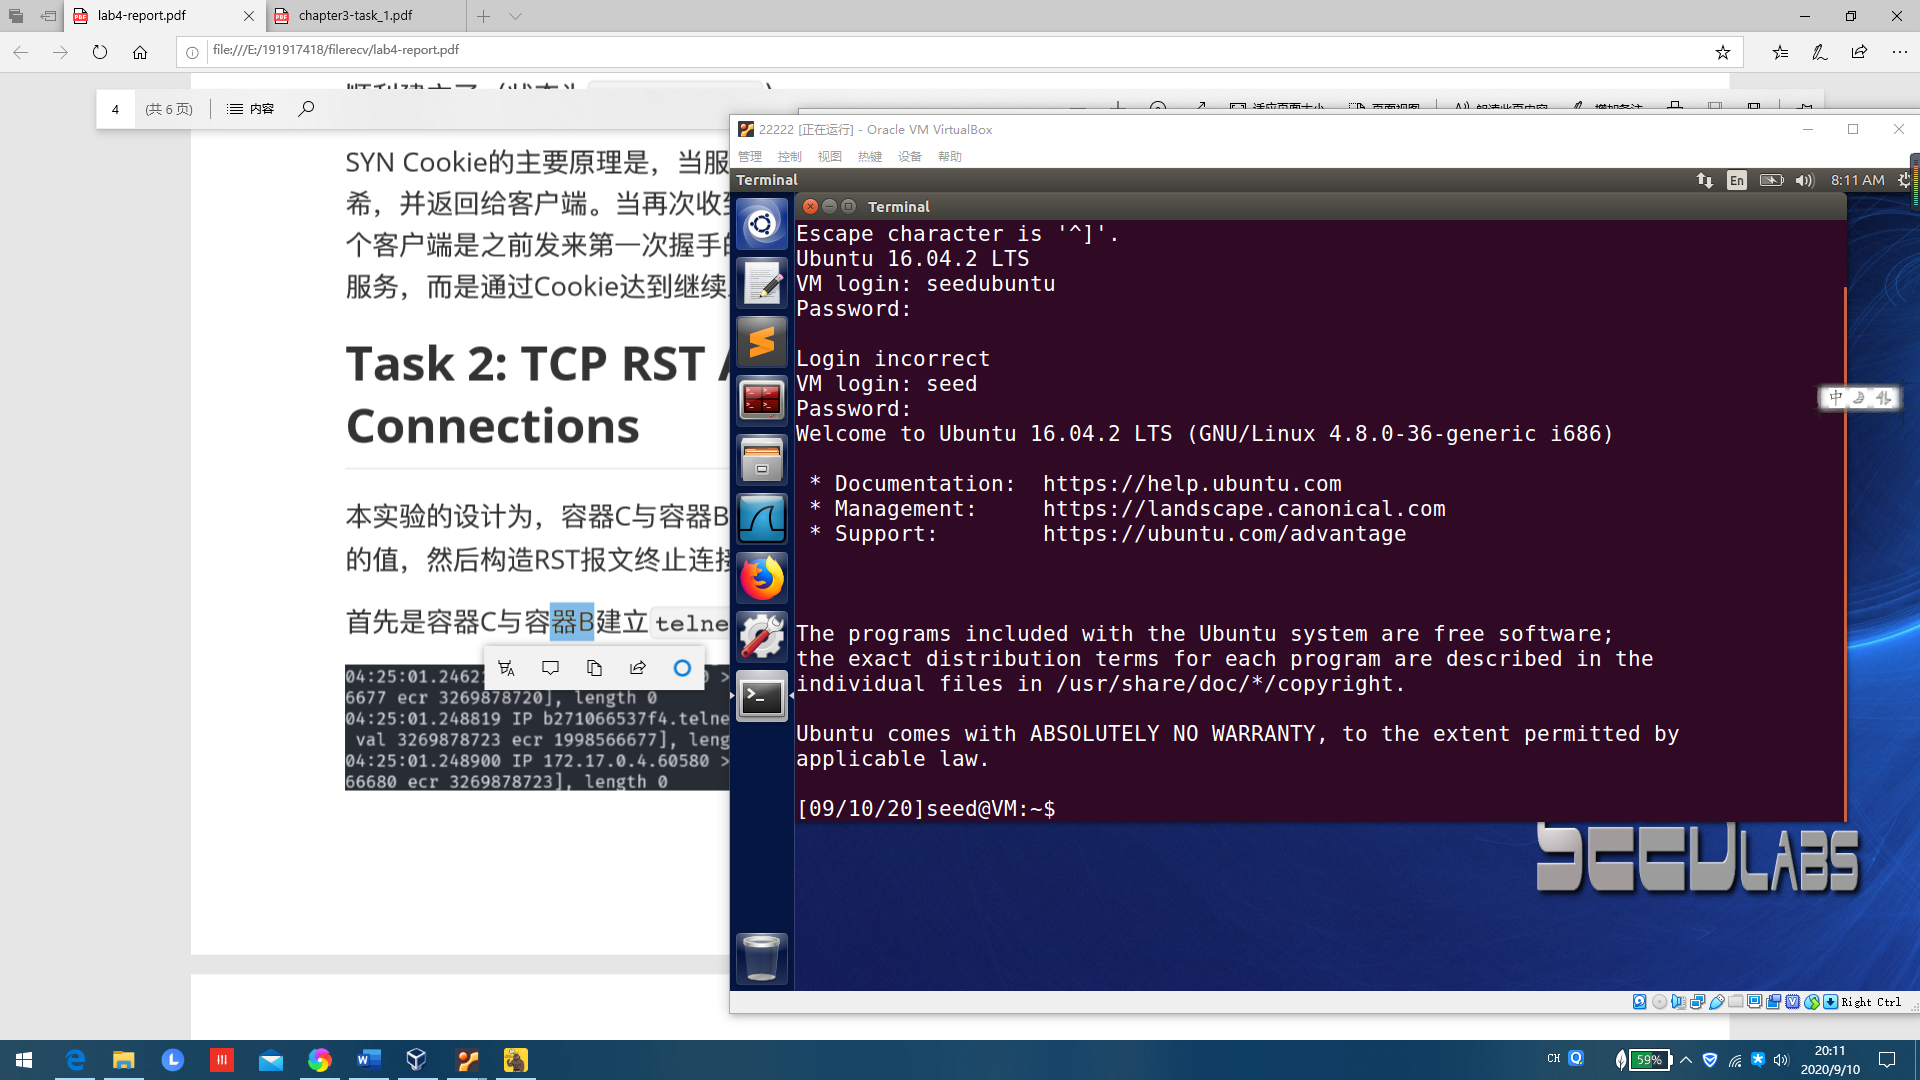 lab4-report.pdf
chapter3-task_1.pdf
file:///E:/191917418/filerecv/lab4-report.pdf
4
(共 6 页)
内容
SYN Cookie的主要原理是，当服
希，并返回给客户端。当再次收到
个客户端是之前发来第一次握手的
服务，而是通过Cookie达到继续
Task 2: TCP RST A
Connections
本实验的设计为，容器C与容器B
的值，然后构造RST报文终止连接
首先是容器C与容器B建立telne
04:25:01.24621
6677 ecr 3269878720], length 0
04:25:01.248819 IP b271066537f4.telne
val 3269878723 ecr 1998566677], leng
04:25:01.248900 IP 172.17.0.4.60580 >
66680 ecr 3269878723], length 0
22222 [正在运行] - Oracle VM VirtualBox
管理 控制 视图 热键 设备 帮助
Terminal
En
8:11 AM
Terminal
Escape character is '^]'.
Ubuntu 16.04.2 LTS
VM login: seedubuntu
Password:
Login incorrect
VM login: seed
Password:
Welcome to Ubuntu 16.04.2 LTS (GNU/Linux 4.8.0-36-generic i686)
* Documentation: https://help.ubuntu.com
* Management: https://landscape.canonical.com
* Support: https://ubuntu.com/advantage
The programs included with the Ubuntu system are free software;
the exact distribution terms for each program are described in the
individual files in /usr/share/doc/*/copyright.
Ubuntu comes with ABSOLUTELY NO WARRANTY, to the extent permitted by
applicable law.
[09/10/20]seed@VM:~$
SEEDLABS
中
Right Ctrl
CH
59%
20:11
2020/9/10